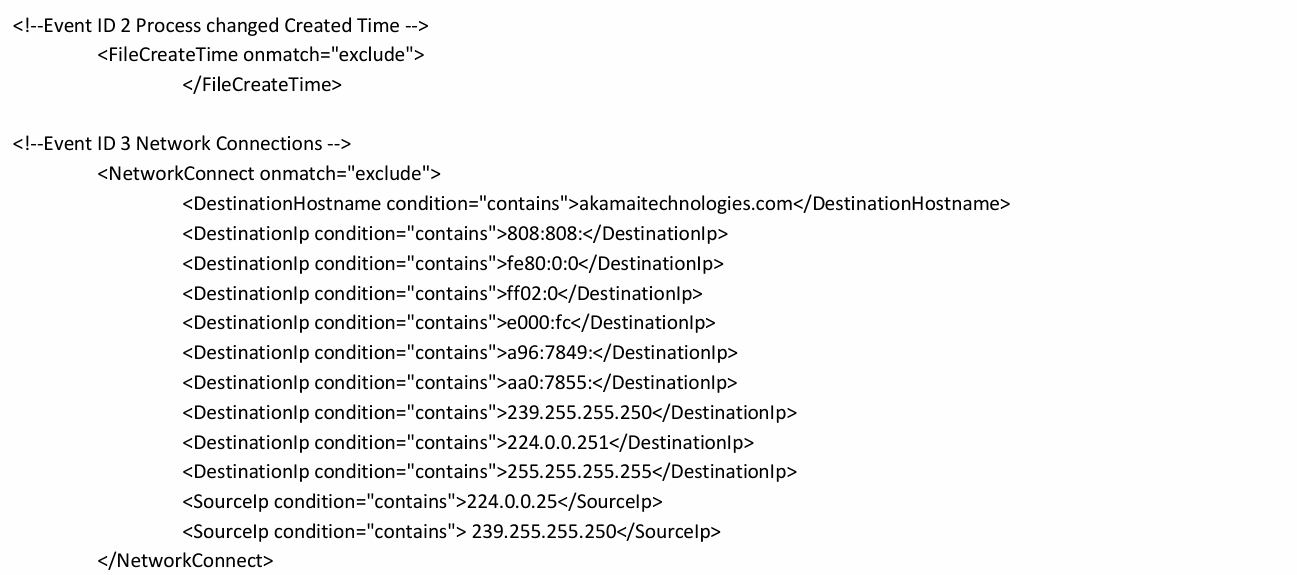 <!--Event ID 2 Process changed Created Time -->
<FileCreateTime onmatch="exclude">
</FileCreateTime>
<!--Event ID 3 Network Connections -->
<NetworkConnect onmatch="exclude">
<DestinationHostname condition="contains">akamaitechnologies.com</DestinationHostname>
<DestinationIp condition="contains">808:808:</DestinationIp>
<DestinationIp condition="contains">fe80:0:0</DestinationIp>
<DestinationIp condition="contains">ff02:0</DestinationIp>
<DestinationIp condition="contains">e000:fc</DestinationIp>
<DestinationIp condition="contains">a96:7849:</DestinationIp>
<DestinationIp condition="contains">aa0:7855:</DestinationIp>
<DestinationIp condition="contains">239.255.255.250</DestinationIp>
<DestinationIp condition="contains">224.0.0.251</DestinationIp>
<DestinationIp condition="contains">255.255.255.255</DestinationIp>
<SourceIp condition="contains">224.0.0.25</SourceIp>
<SourceIp condition="contains"> 239.255.255.250</SourceIp>
</NetworkConnect>